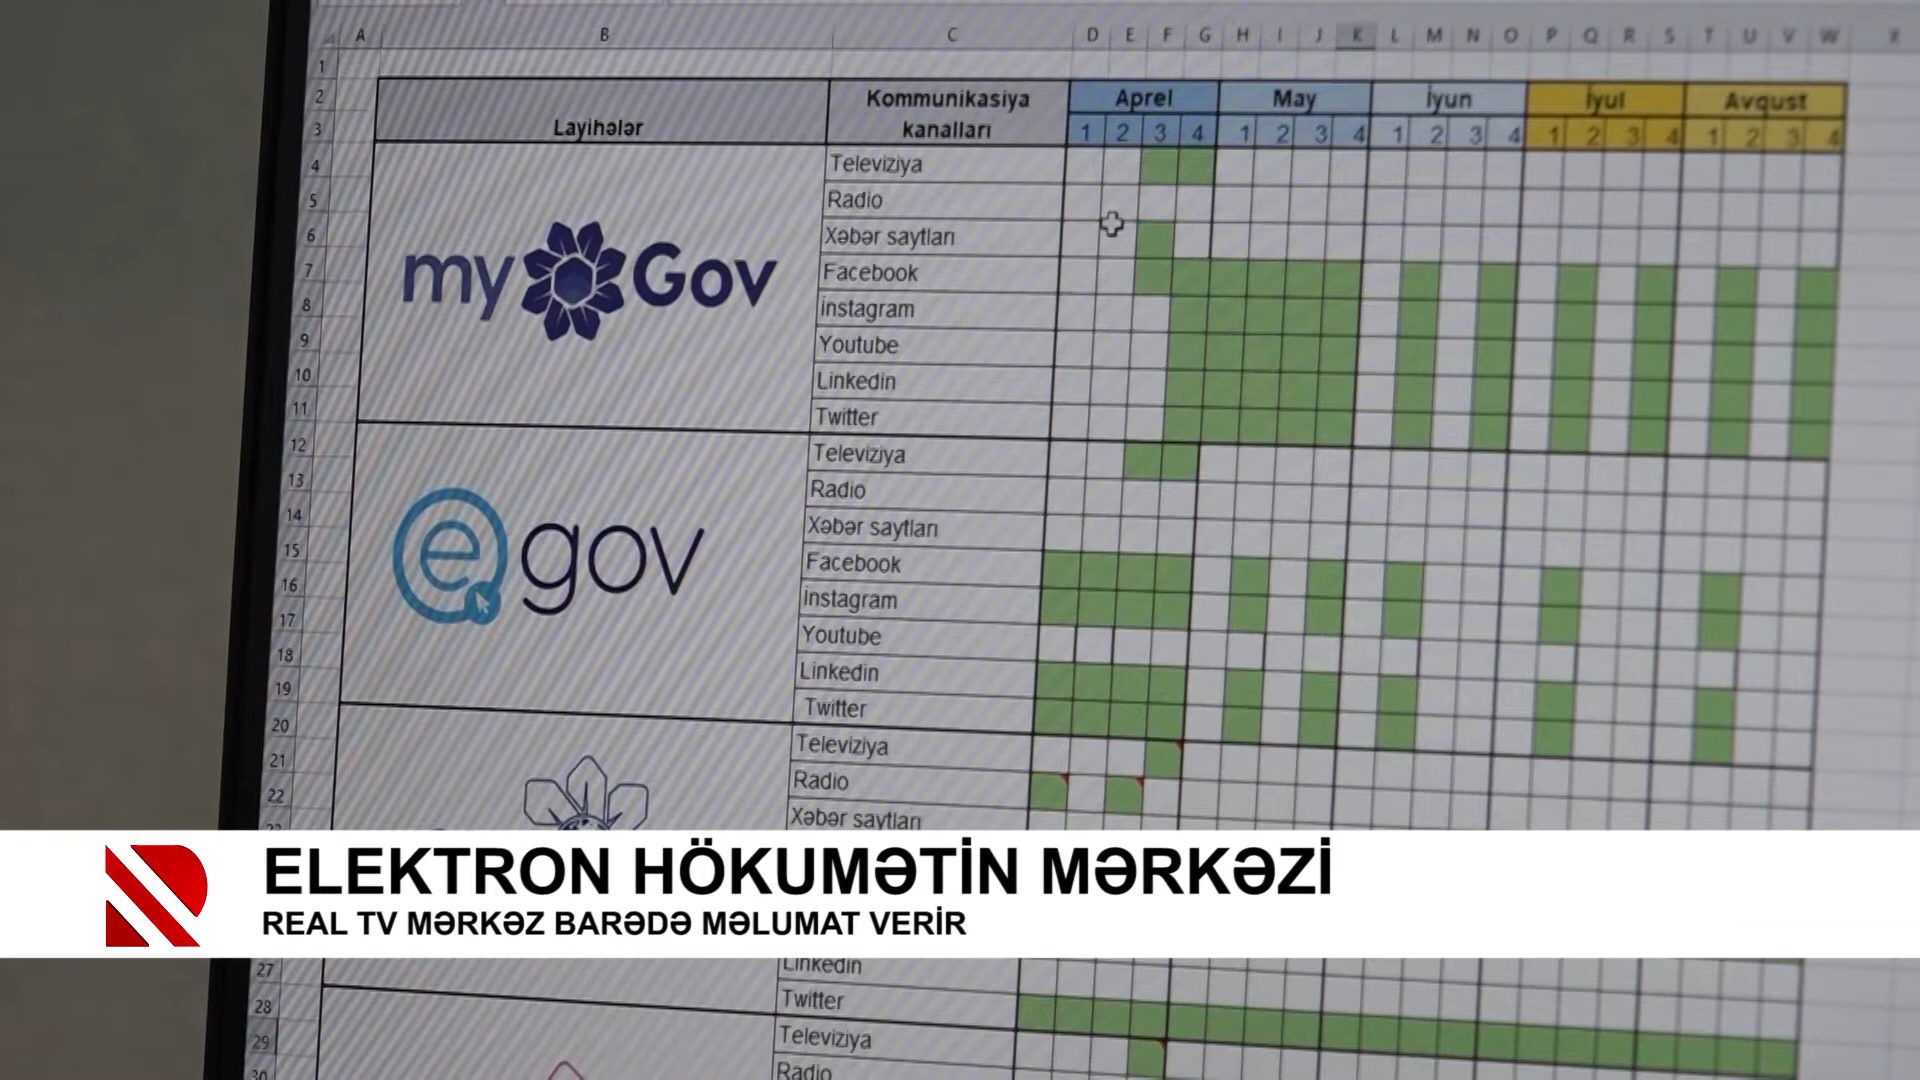 A B C D E F G H I J K L M N O P Q R S T U V W X
1
2 Kommunikasiya Aprel May İyun İyul Avqust
3 Layihələr kanalları 1 2 3 4 1 2 3 4 1 2 3 4 1 2 3 4 1 2 3 4
4 Televiziya
5 Radio
6 Xəbər saytları
my Gov
7 Facebook
8 İnstagram
9 Youtube
10 Linkedin
11 Twitter
12 Televiziya
13 Radio
14 Xəbər saytları
15 Facebook
e gov
16 İnstagram
17 Youtube
18 Linkedin
19 Twitter
20 Televiziya
21 Radio
22 Xəbər saytları
ELEKTRON HÖKUMƏTİN MƏRKƏZİ
REAL TV MƏRKƏZ BARƏDƏ MƏLUMAT VERİR
27 Linkedin
28 Twitter
29 Televiziya
30 Radio